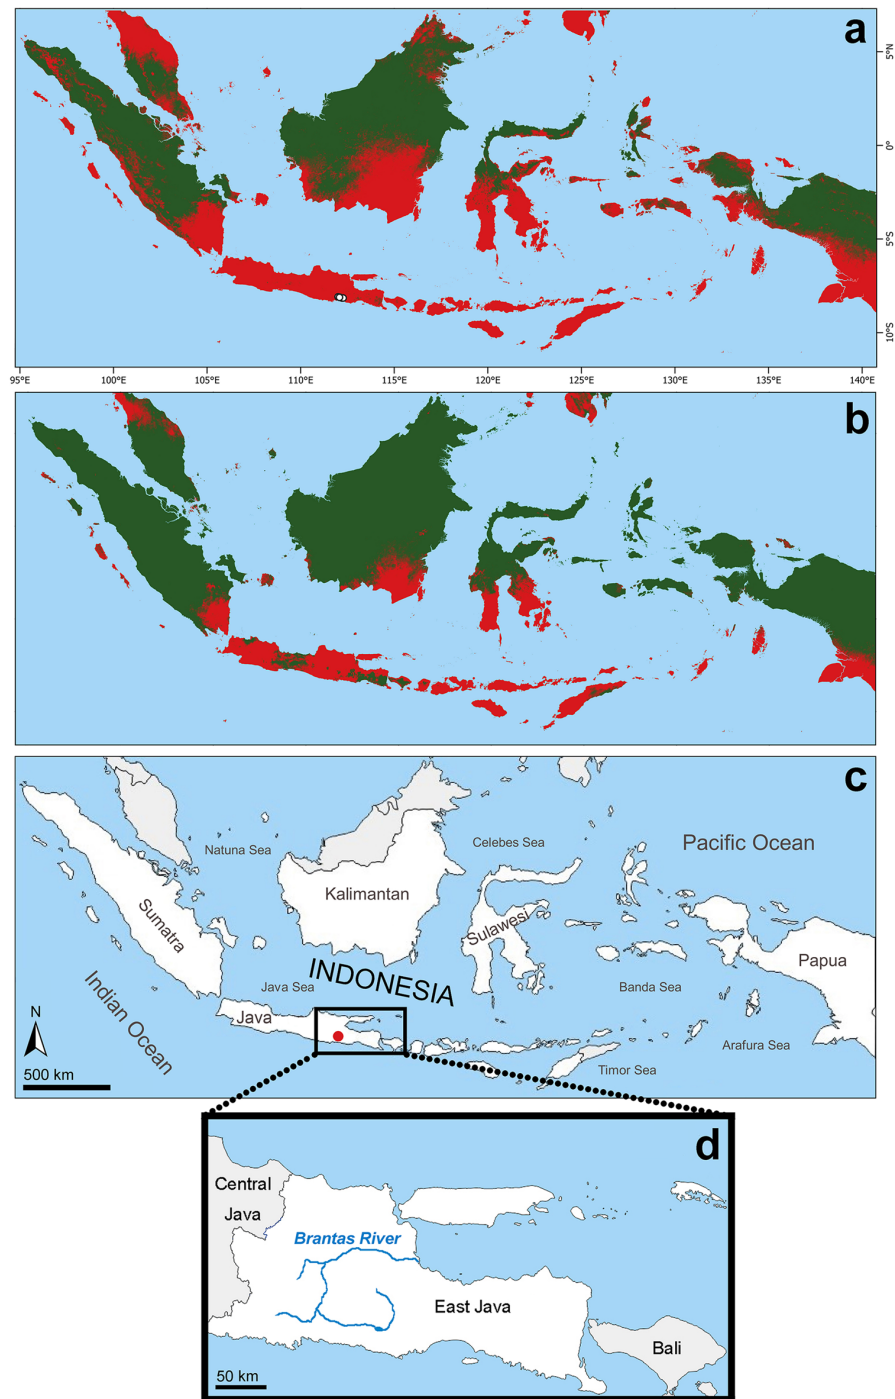 a
5°N
0°
5°S
10°S
95°E 100°E 105°E 110°E 115°E 120°E 125°E 130°E 135°E 140°E
b
c
Natuna Sea
Celebes Sea
Pacific Ocean
Kalimantan
Sumatra
Sulawesi
Papua
INDONESIA
Java Sea
Banda Sea
Indian Ocean
Java
Arafura Sea
N
Timor Sea
500 km
d
Central
Java
Brantas River
East Java
Bali
50 km